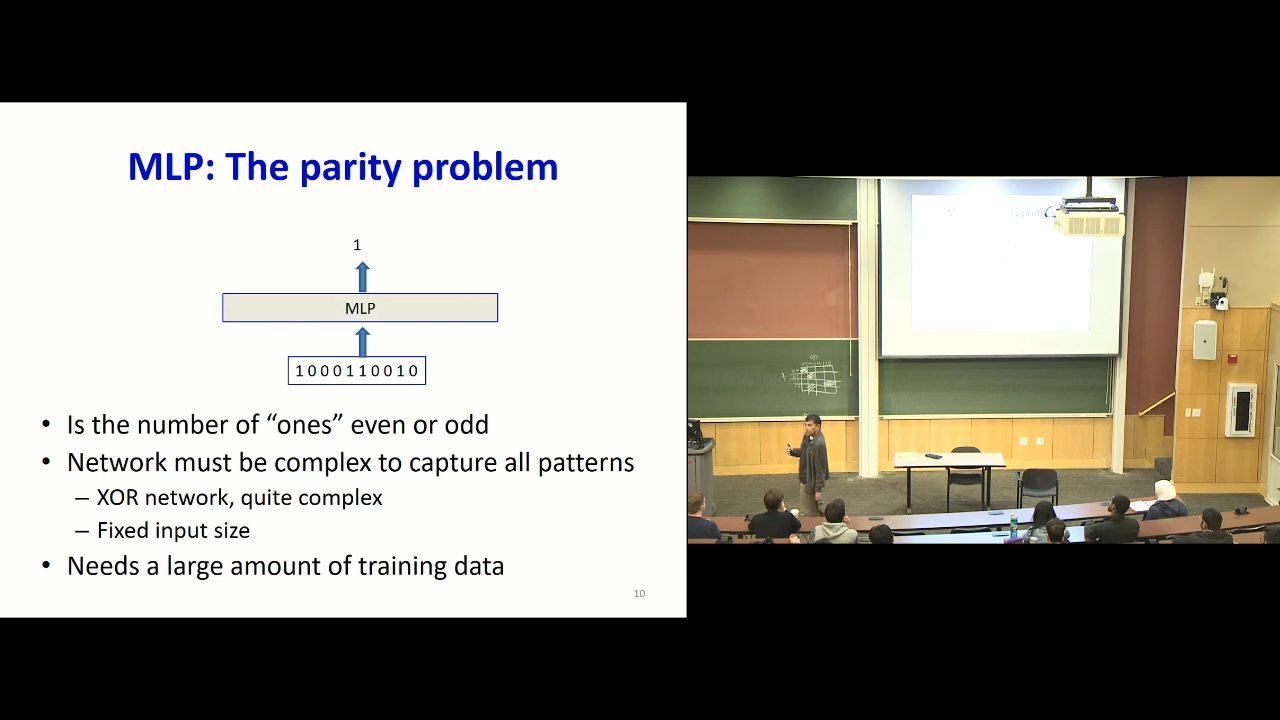 MLP: The parity problem
1
MLP
1 0 0 0 1 1 0 0 1 0
• Is the number of “ones” even or odd
• Network must be complex to capture all patterns
– XOR network, quite complex
– Fixed input size
• Needs a large amount of training data
10